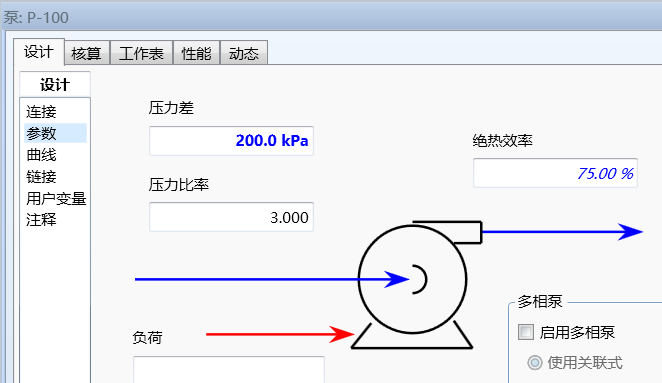 泵: P-100
设计 核算 工作表 性能 动态
设计
连接
参数
曲线
链接
用户变量
注释
压力差
200.0 kPa
绝热效率
75.00 %
压力比率
3.000
负荷
多相泵
启用多相泵
使用关联式